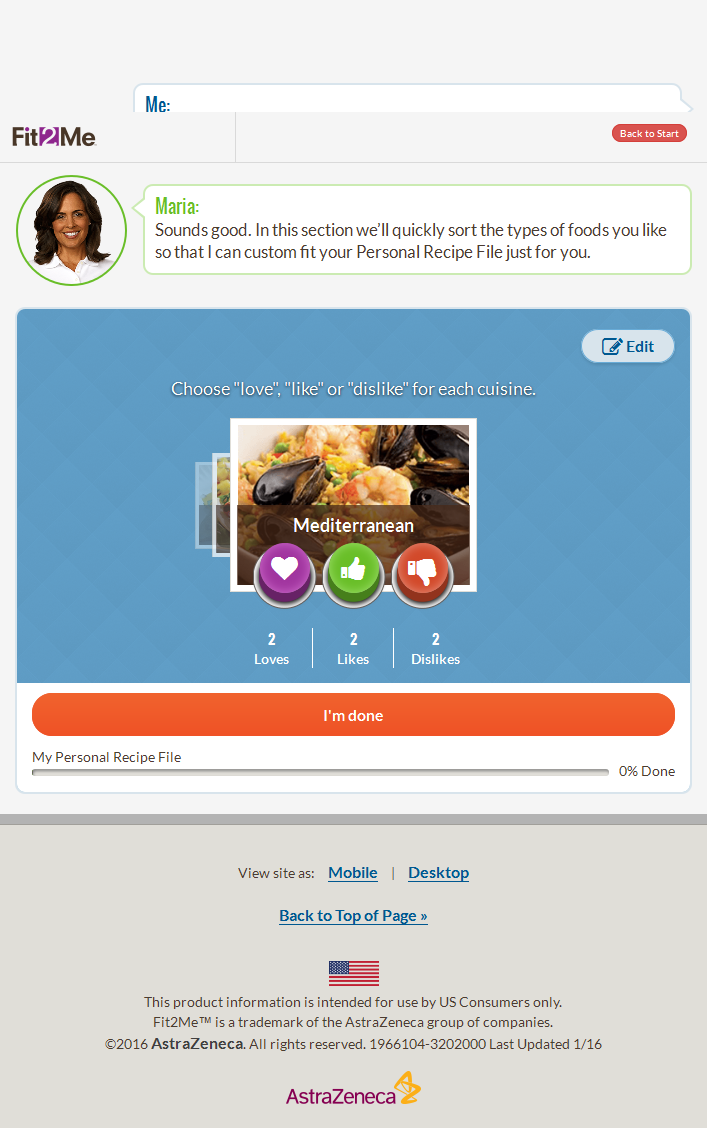 Me:
Fit2Me
Back to Start
Maria:
Sounds good. In this section we'll quickly sort the types of foods you like
so that I can custom fit your Personal Recipe File just for you.
Edit
Choose "love", "like" or "dislike" for each cuisine.
Mediterranean
2
Loves
2
Likes
2
Dislikes
I'm done
My Personal Recipe File
0% Done
View site as: Mobile | Desktop
Back to Top of Page »
This product information is intended for use by US Consumers only.
Fit2Me™ is a trademark of the AstraZeneca group of companies.
©2016 AstraZeneca. All rights reserved. 1966104-3202000 Last Updated 1/16
AstraZeneca